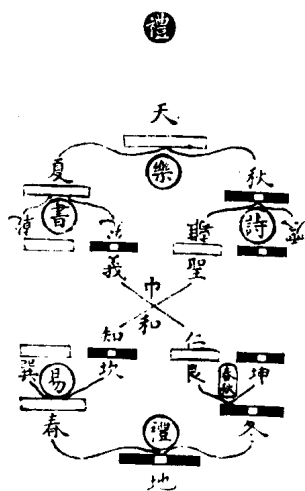 禮
天
夏 樂 秋
書 詩
義 聖
中
和
知 仁
巽 易 坎 艮 春秋 坤
春 禮 冬
地